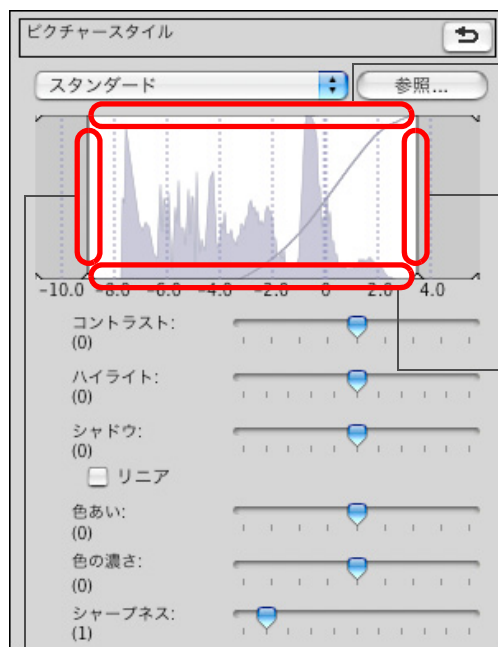 ピクチャースタイル
スタンダード 参照...
-10.0 -8.0 -6.0 -4.0 -2.0 0 2.0 4.0
コントラスト:
(0)
ハイライト:
(0)
シャドウ:
(0)
リニア
色あい:
(0)
色の濃さ:
(0)
シャープネス:
(1)